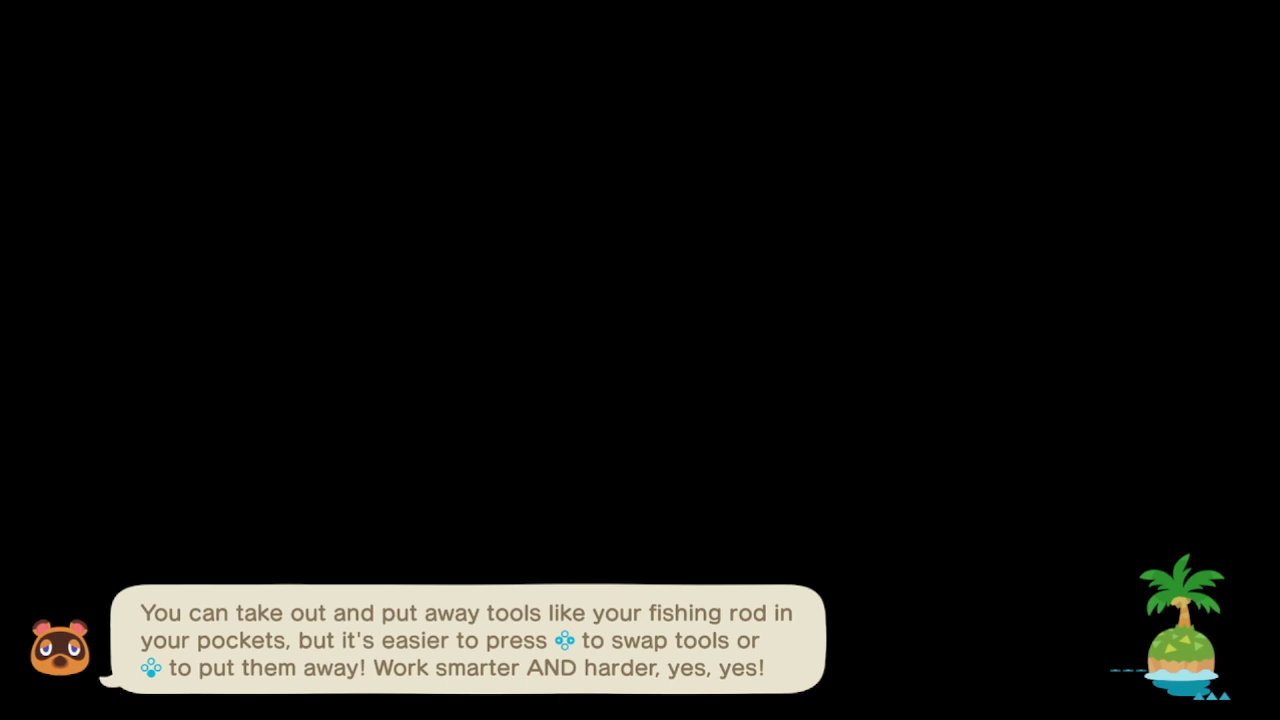 You can take out and put away tools like your fishing rod in
your pockets, but it's easier to press to swap tools or
to put them away! Work smarter AND harder, yes, yes!